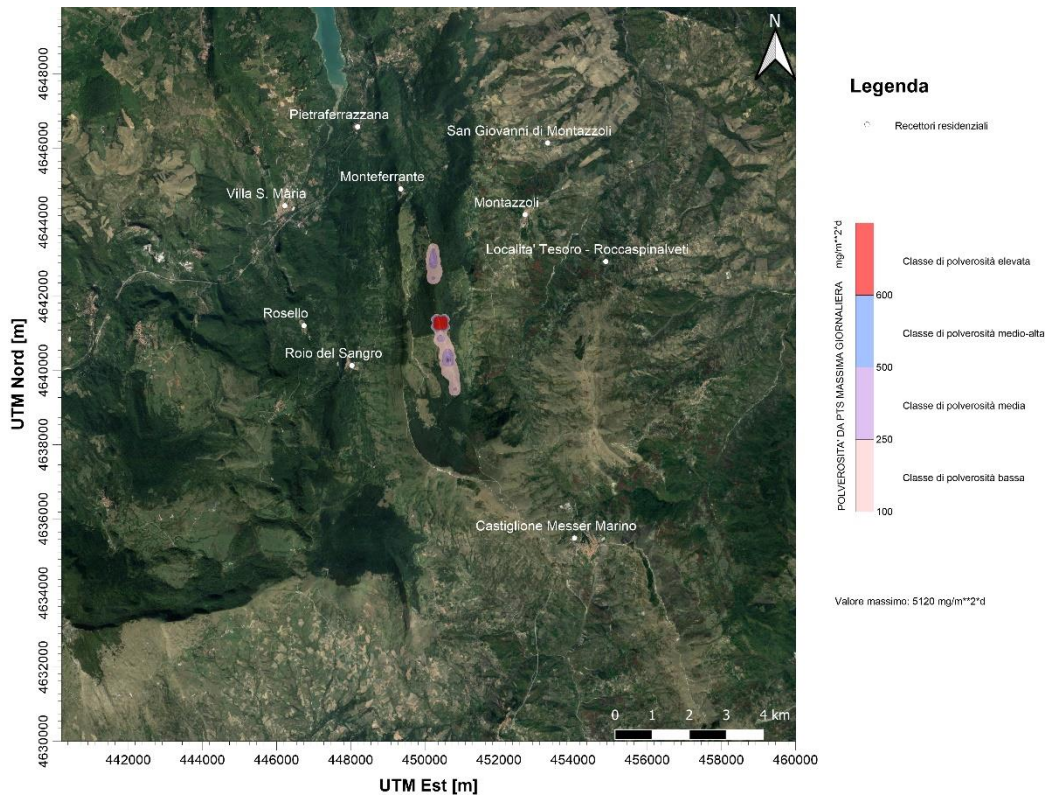 N
Pietraferrazzana
San Giovanni di Montazzoli
Monteferrante
Villa S. Maria
Montazzoli
Localita' Tesoro - Roccaspinalveti
Rosello
Roio del Sangro
Castiglione Messer Marino
0 1 2 3 4 km
UTM Nord [m]
4648000
4646000
4644000
4642000
4640000
4638000
4636000
4634000
4632000
4630000
442000 444000 446000 448000 450000 452000 454000 456000 458000 460000
UTM Est [m]
Legenda
Recettori residenziali
POLVEROSITA' DA PTS MASSIMA GIORNALIERA mg/m**2*d
Classe di polverosità elevata
600
Classe di polverosità medio-alta
500
Classe di polverosità media
250
Classe di polverosità bassa
100
Valore massimo: 5120 mg/m**2*d